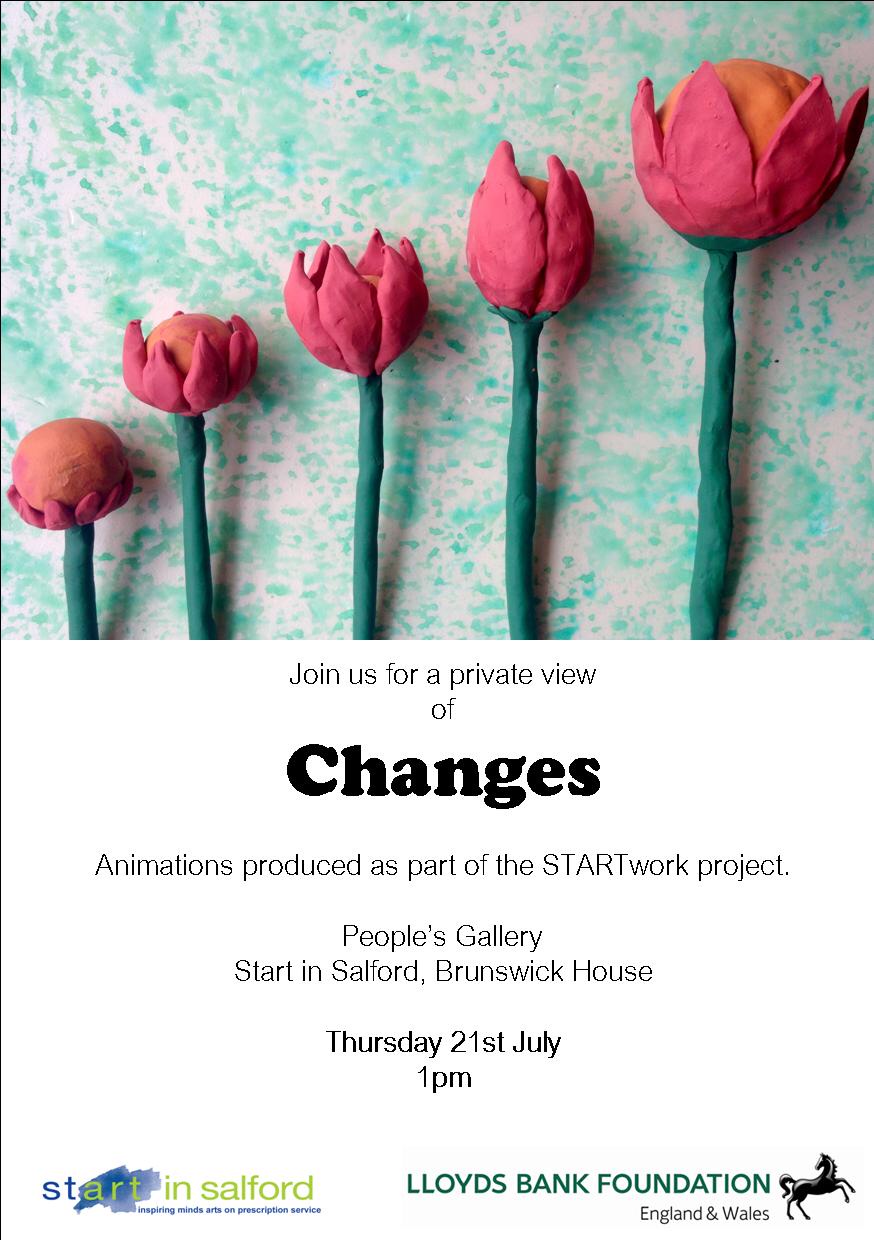 Join us for a private view
of
Changes
Animations produced as part of the STARTwork project.
People's Gallery
Start in Salford, Brunswick House
Thursday 21st July
1pm
start in salford
inspiring minds arts on prescription service
LLOYDS BANK FOUNDATION
England & Wales